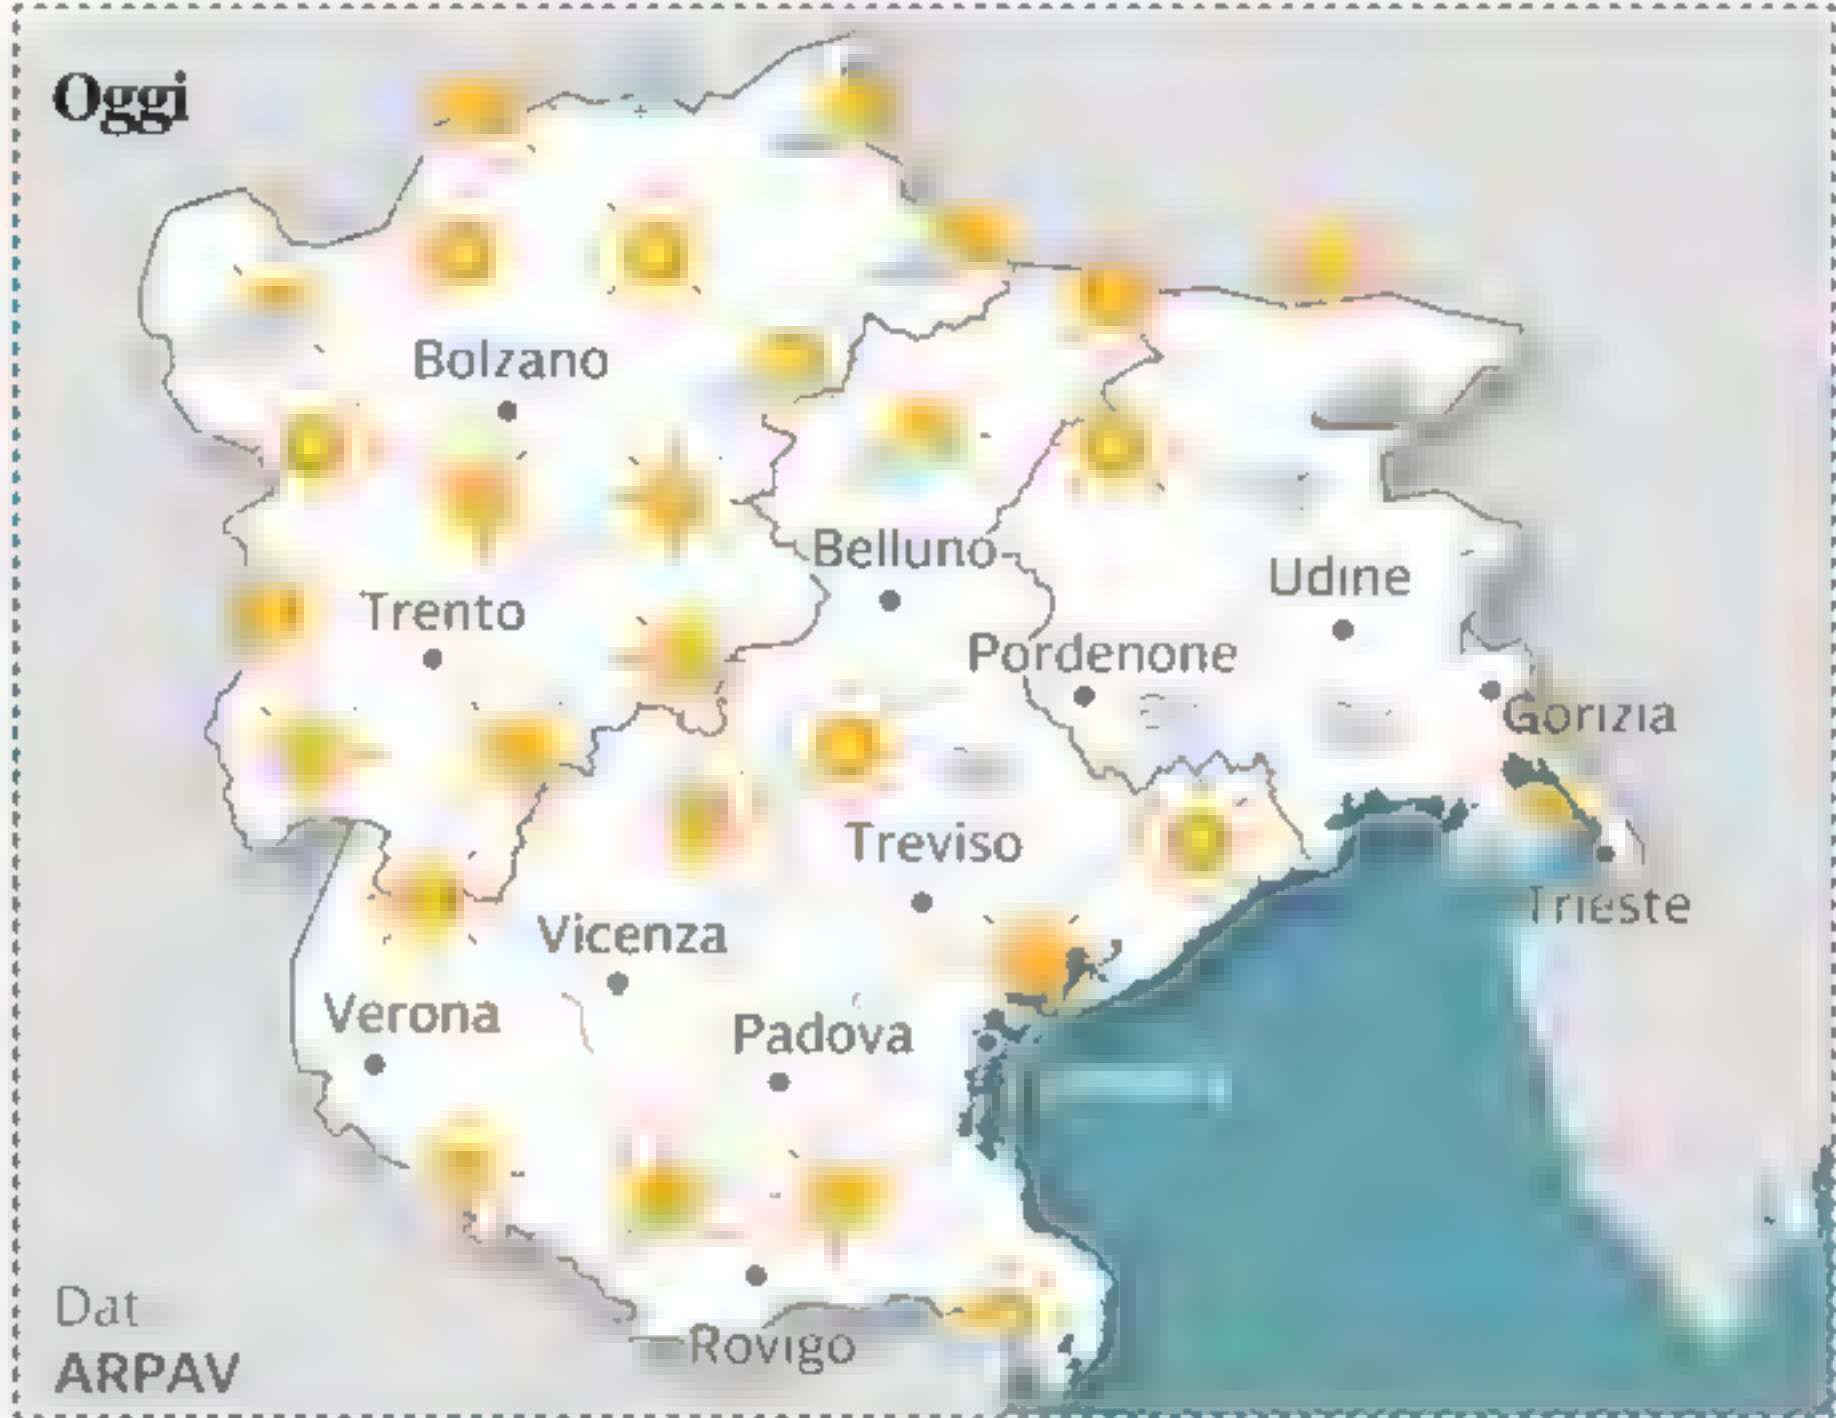 Oggi
Bolzano
Belluno
Udine
Trento
Pordenone
Gorizia
Treviso
Trieste
Vicenza
Verona
Padova
Dat
Rovigo
ARPAV